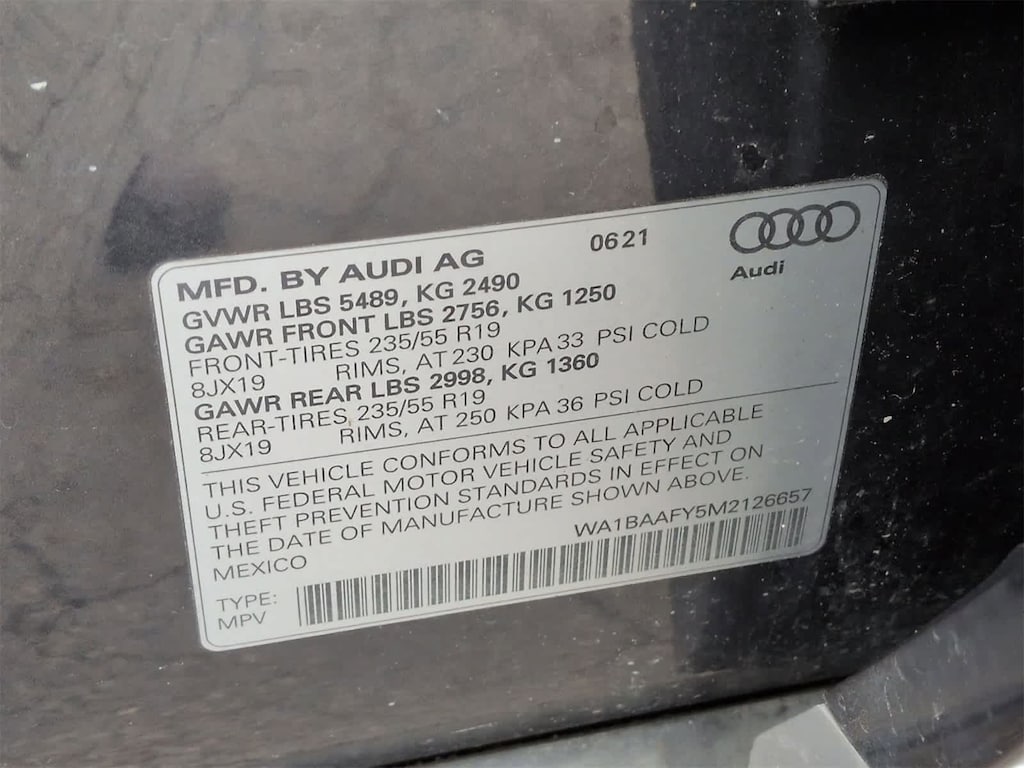 MFD. BY AUDI AG 0621
Audi
GVWR LBS 5489, KG 2490
GAWR FRONT LBS 2756, KG 1250
FRONT-TIRES 235/55 R19
8JX19 RIMS, AT 230 KPA 33 PSI COLD
GAWR REAR LBS 2998, KG 1360
REAR-TIRES 235/55 R19
8JX19 RIMS, AT 250 KPA 36 PSI COLD
THIS VEHICLE CONFORMS TO ALL APPLICABLE
U.S. FEDERAL MOTOR VEHICLE SAFETY AND
THEFT PREVENTION STANDARDS IN EFFECT ON
THE DATE OF MANUFACTURE SHOWN ABOVE.
MEXICO WA1BAAFY5M2126657
TYPE:
MPV